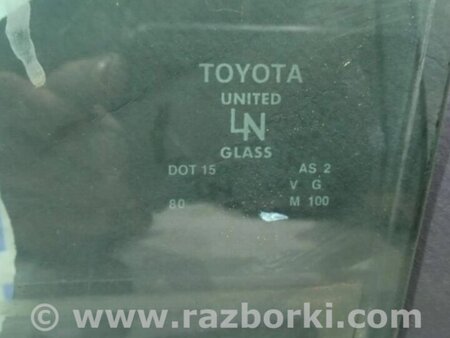 TOYOTA
UNITED
LN
GLASS
DOT 15 AS 2
V G
80 M 100
© www.razborki.com